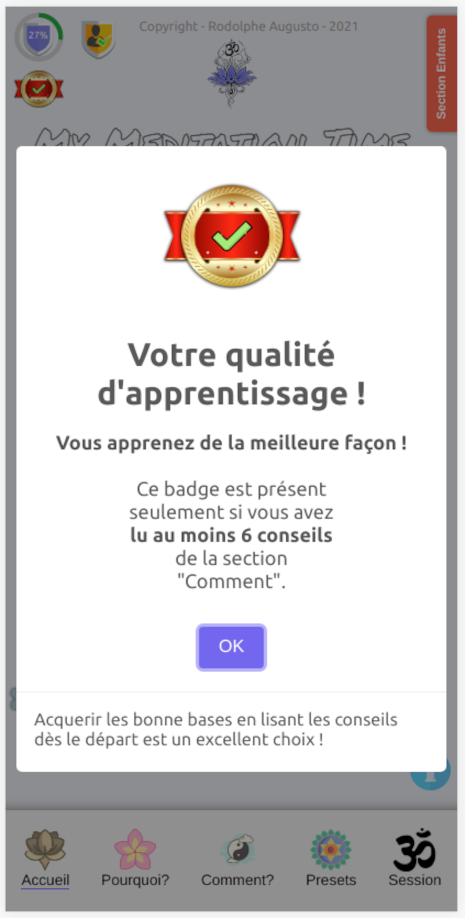 27%
Copyright - Rodolphe Augusto - 2021
Section Enfants
My Meditation Time
Votre qualité
d'apprentissage !
Vous apprenez de la meilleure façon !
Ce badge est présent
seulement si vous avez
lu au moins 6 conseils
de la section
"Comment".
OK
Acquerir les bonne bases en lisant les conseils
dès le départ est un excellent choix !
Accueil
Pourquoi?
Comment?
Presets
Session